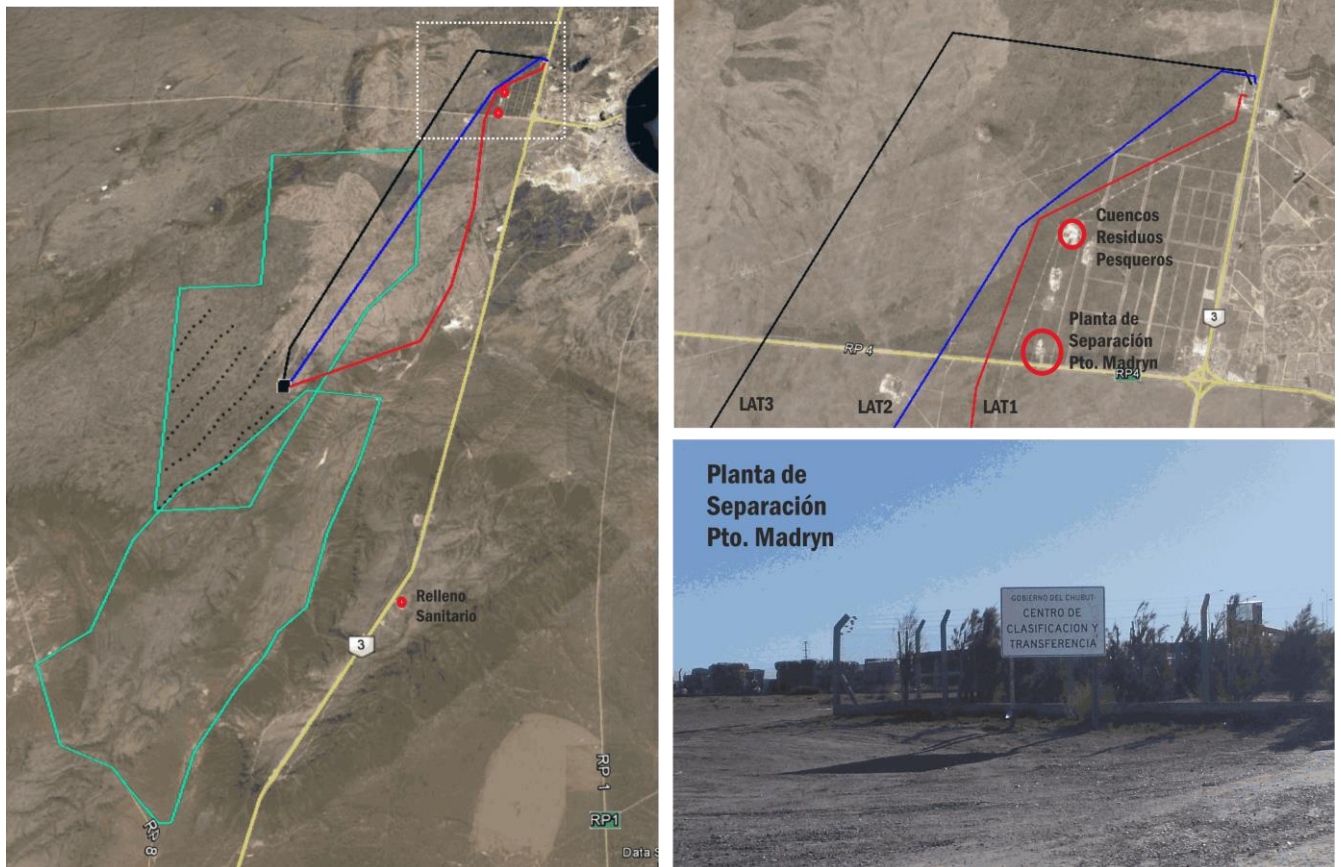 Relleno
Sanitario
3
RP 1
RP1
RP 8
Data S
Cuencos
Residuos
Pesqueros
Planta de
Separación
Pto. Madryn
3
RP 4
RP4
LAT3
LAT2
LAT1
Planta de
Separación
Pto. Madryn
GOBIERNO DEL CHUBUT
CENTRO DE
CLASIFICACION Y
TRANSFERENCIA